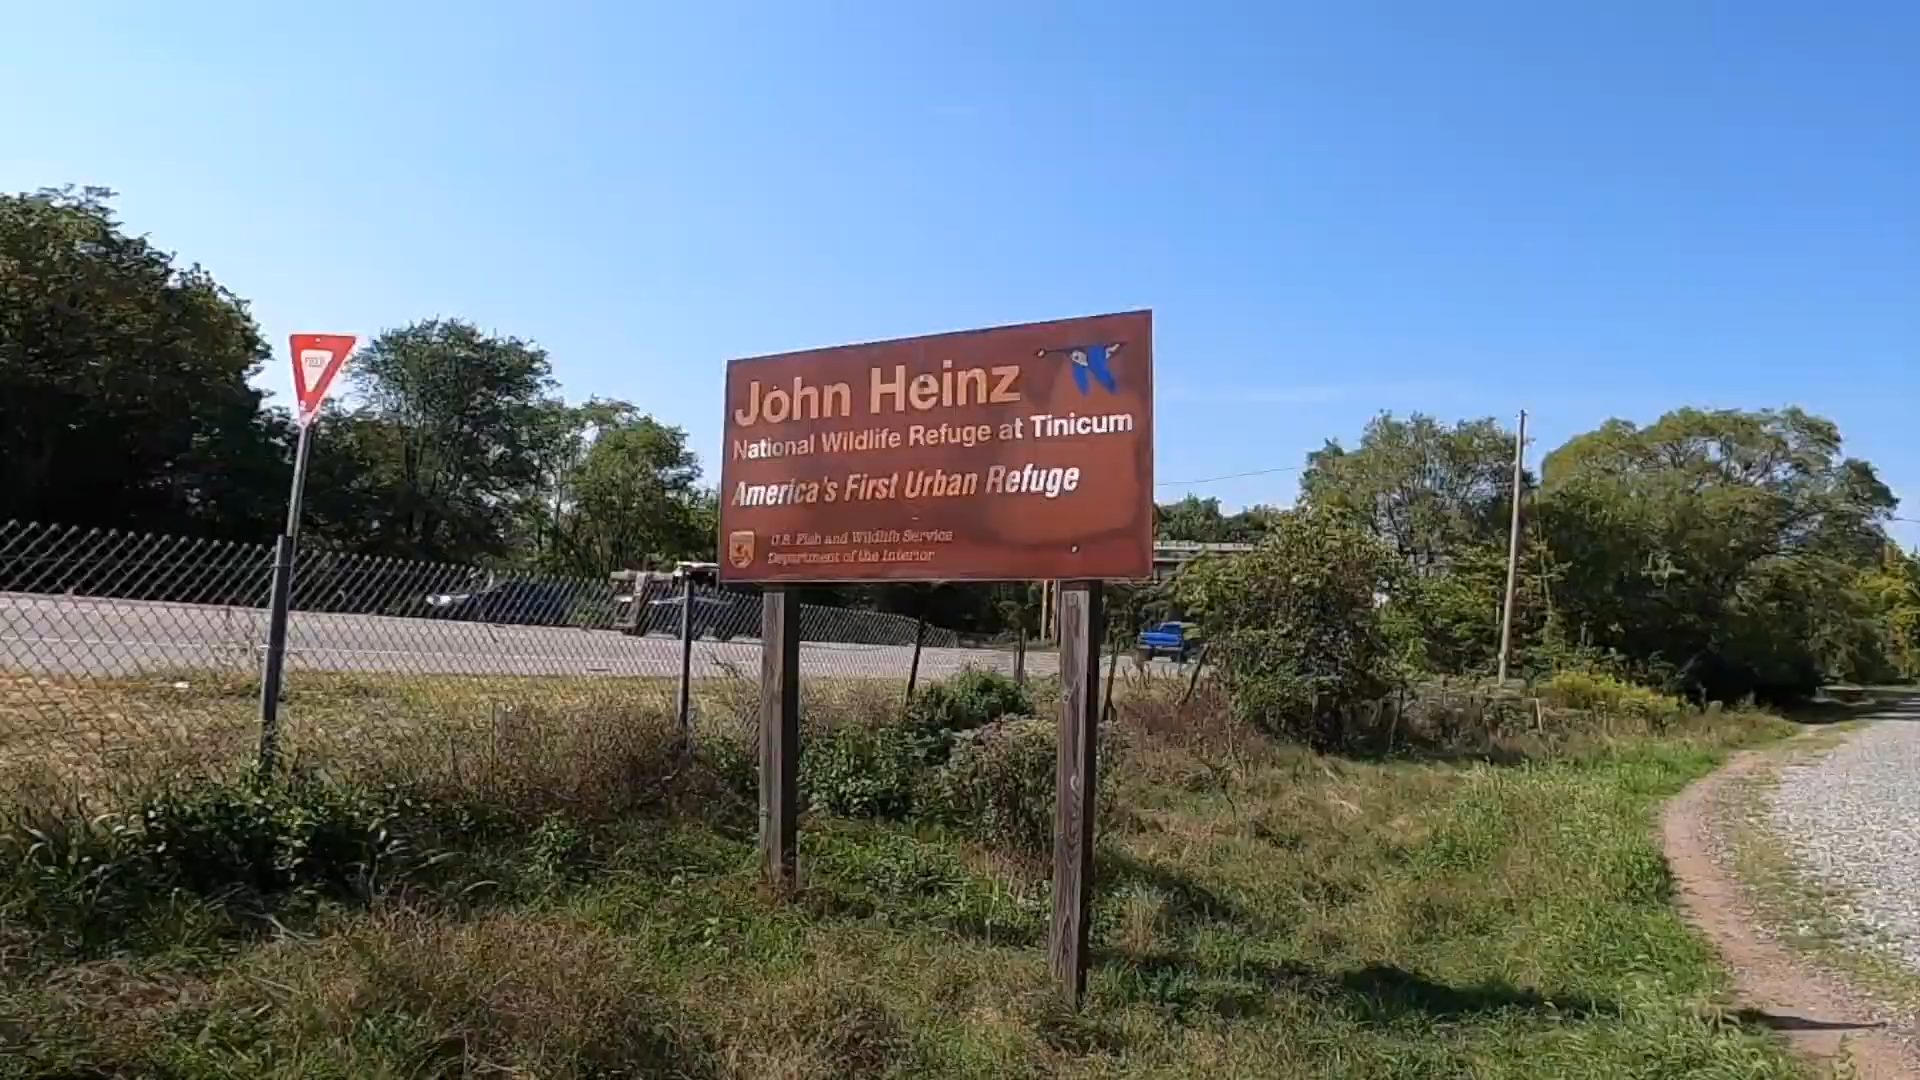 YIELD
John Heinz
National Wildlife Refuge at Tinicum
America's First Urban Refuge
U.S. Fish and Wildlife Service
Department of the Interior